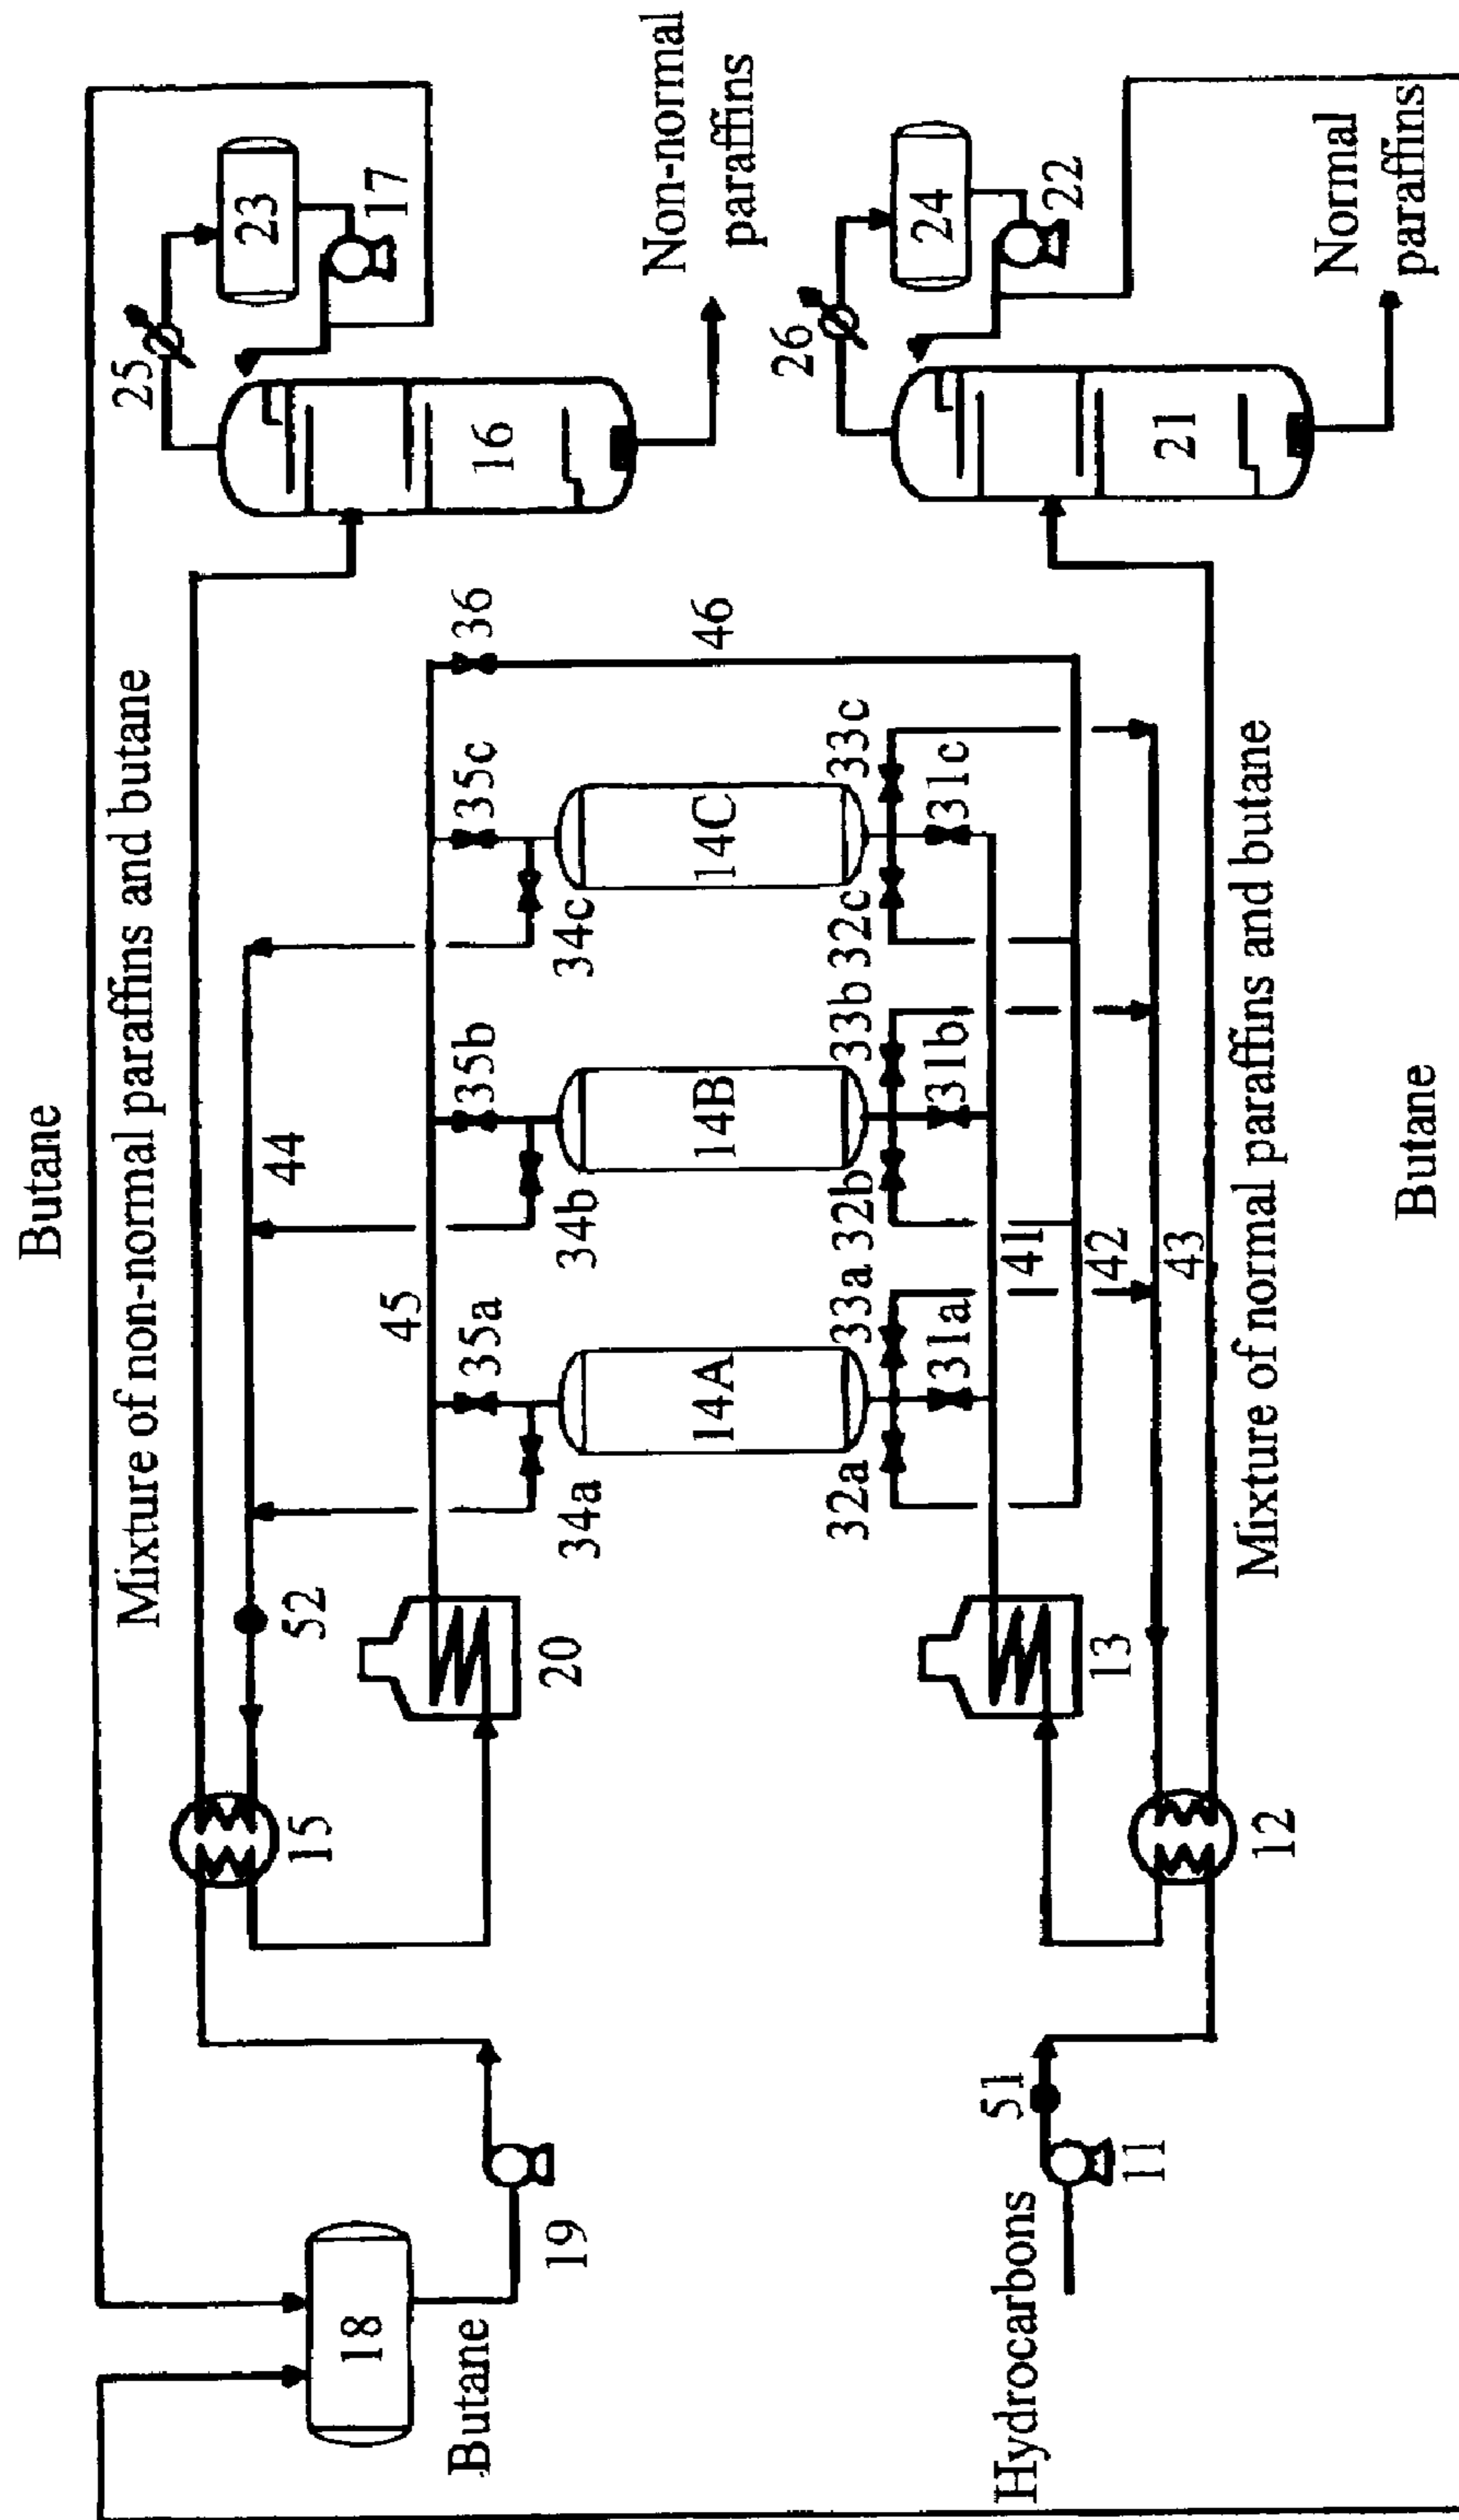 Butane
Mixture of non-normal paraffins and butane
25
23
17
16
Non-normal
paraffins
44
52
15
18
19
Butane
20
45
36
46
35a
35b
35c
34a
34b
34c
14A
14B
14C
32a
33a
32b
33b
32c
33c
31a
31b
31c
41
42
43
13
12
51
11
Hydrocarbons
26
24
22
21
Normal
paraffins
Mixture of normal paraffins and butane
Butane